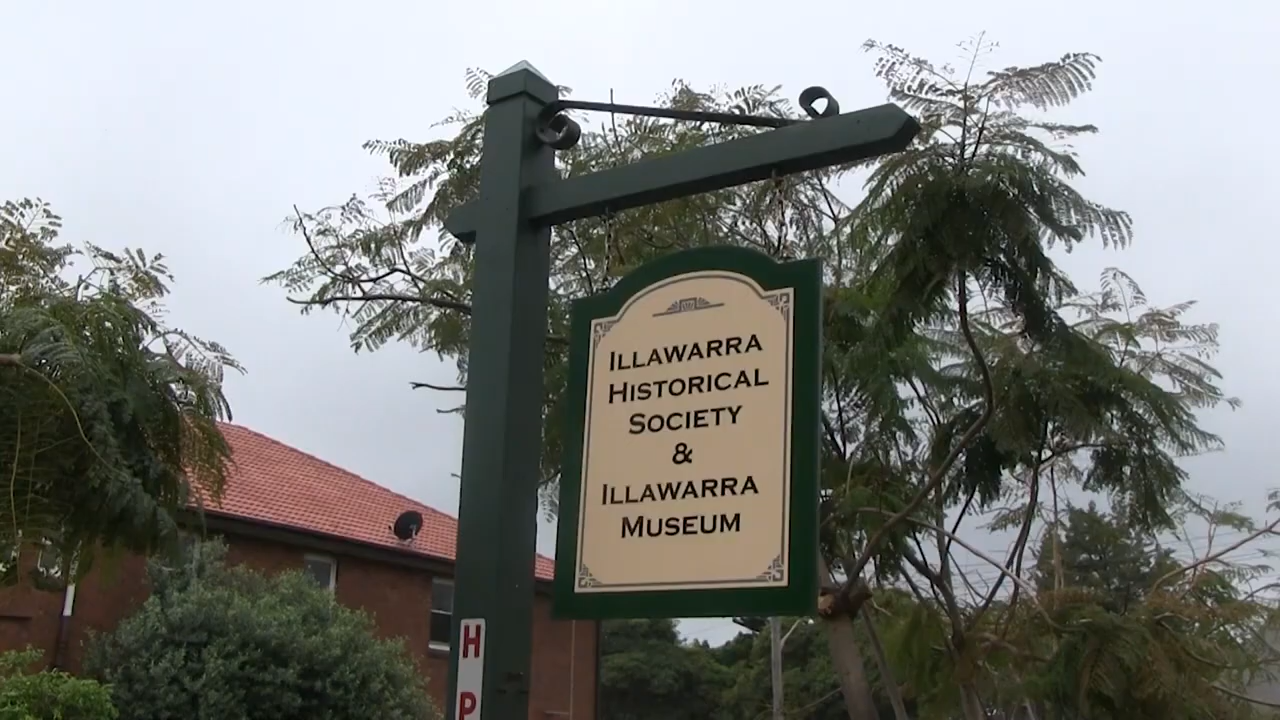 ILLAWARRA
HISTORICAL
SOCIETY
&
ILLAWARRA
MUSEUM
H
P